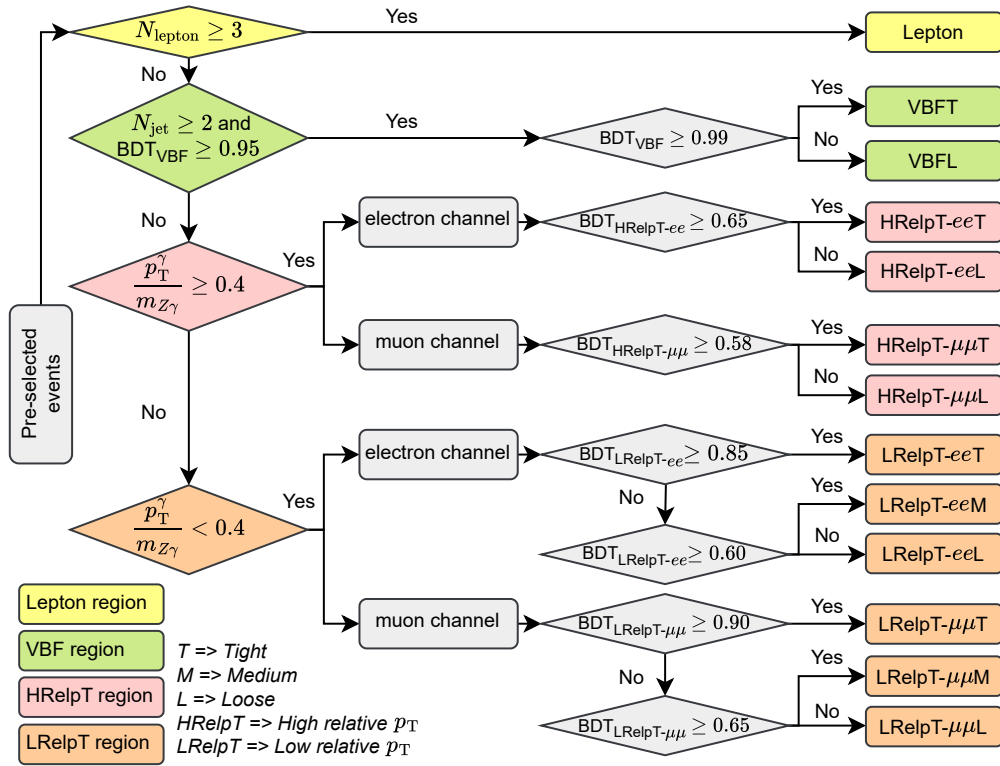 N_lepton ≥ 3
Yes
Lepton
No
N_jet ≥ 2 and
BDT_VBF ≥ 0.95
Yes
BDT_VBF ≥ 0.99
Yes
VBFT
No
VBFL
No
p_T^γ / m_Zγ ≥ 0.4
Yes
electron channel
BDT_HRelpT-ee ≥ 0.65
Yes
HRelpT-eeT
No
HRelpT-eeL
muon channel
BDT_HRelpT-μμ ≥ 0.58
Yes
HRelpT-μμT
No
HRelpT-μμL
Pre-selected
events
No
p_T^γ / m_Zγ < 0.4
Yes
electron channel
BDT_LRelpT-ee ≥ 0.85
Yes
LRelpT-eeT
No
BDT_LRelpT-ee ≥ 0.60
Yes
LRelpT-eeM
No
LRelpT-eeL
muon channel
BDT_LRelpT-μμ ≥ 0.90
Yes
LRelpT-μμT
No
BDT_LRelpT-μμ ≥ 0.65
Yes
LRelpT-μμM
No
LRelpT-μμL
Lepton region
VBF region
HRelpT region
LRelpT region
T => Tight
M => Medium
L => Loose
HRelpT => High relative p_T
LRelpT => Low relative p_T